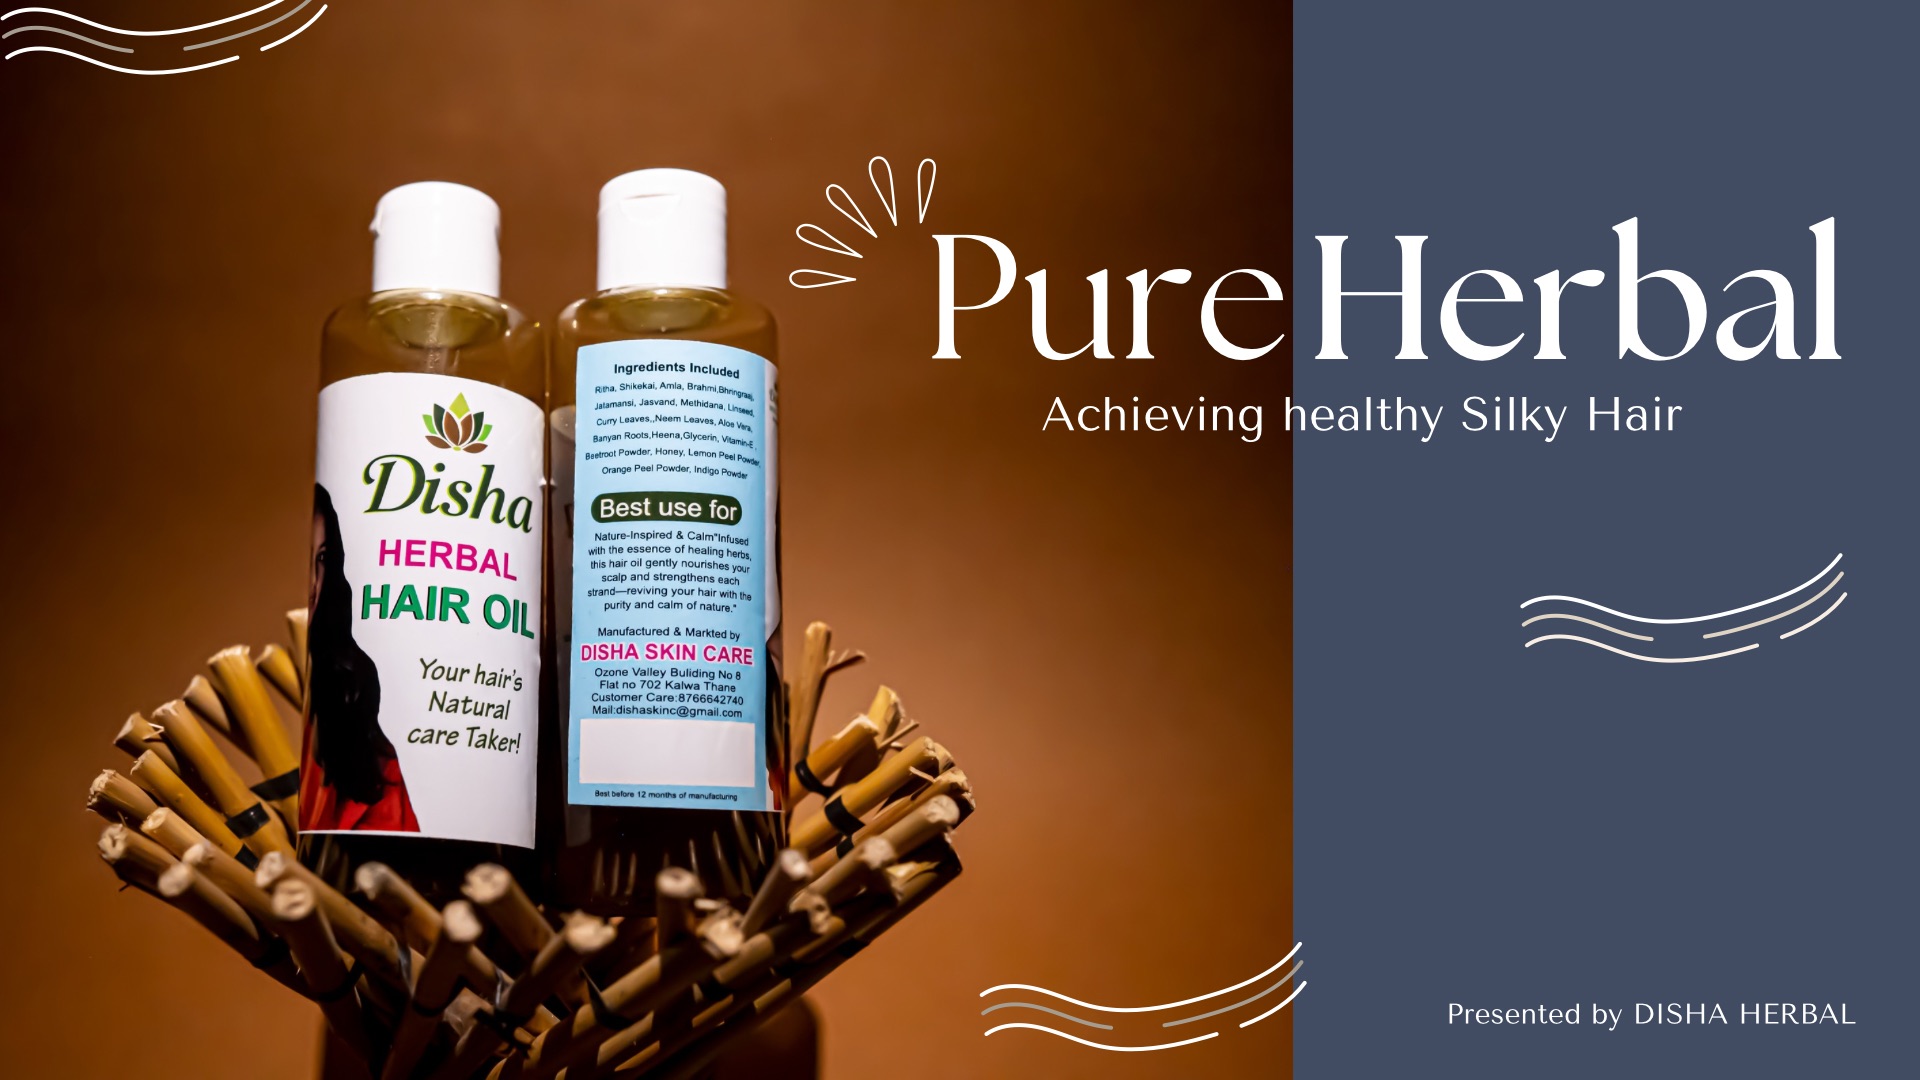 Pure Herbal
Achieving healthy Silky Hair
Disha
HERBAL
HAIR OIL
Your hair's
Natural
care Taker!
Ingredients Included
Ritha, Shikekai, Amla, Brahmi,Bhringraaj,
Jatamansi, Jasvand, Methidana, Linseed,
Curry Leaves,,Neem Leaves, Aloe Vera,
Banyan Roots,Heena,Glycerin, Vitamin-E,
Beetroot Powder, Honey, Lemon Peel Powder,
Orange Peel Powder, Indigo Powder
Best use for
Nature-Inspired & Calm"Infused
with the essence of healing herbs,
this hair oil gently nourishes your
scalp and strengthens each
strand—reviving your hair with the
purity and calm of nature."
Manufactured & Markted by
DISHA SKIN CARE
Ozone Valley Buliding No 8
Flat no 702 Kalwa Thane
Customer Care:8766642740
Mail:dishaskinc@gmail.com
Best before 12 months of manufacturing
Presented by DISHA HERBAL